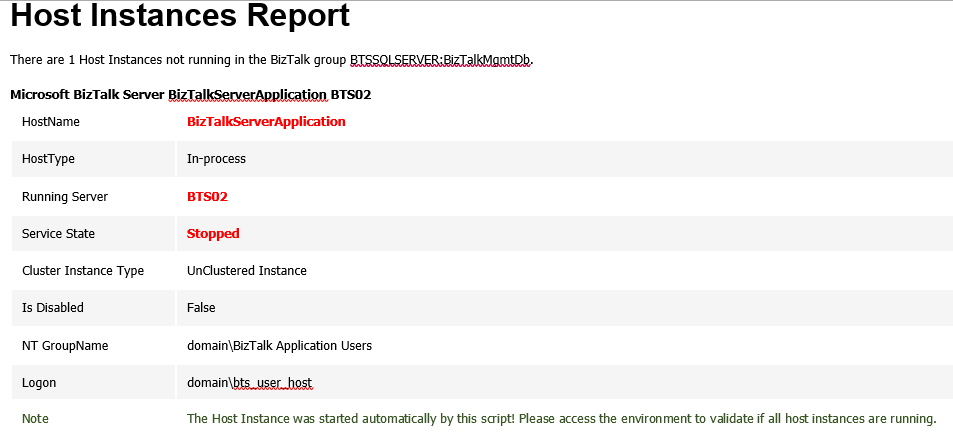 Host Instances Report
There are 1 Host Instances not running in the BizTalk group BTSSQLSERVER:BizTalkMgmtDb.
Microsoft BizTalk Server BizTalkServerApplication BTS02
HostName BizTalkServerApplication
HostType In-process
Running Server BTS02
Service State Stopped
Cluster Instance Type UnClustered Instance
Is Disabled False
NT GroupName domain\BizTalk Application Users
Logon domain\bts_user_host
Note The Host Instance was started automatically by this script! Please access the environment to validate if all host instances are running.